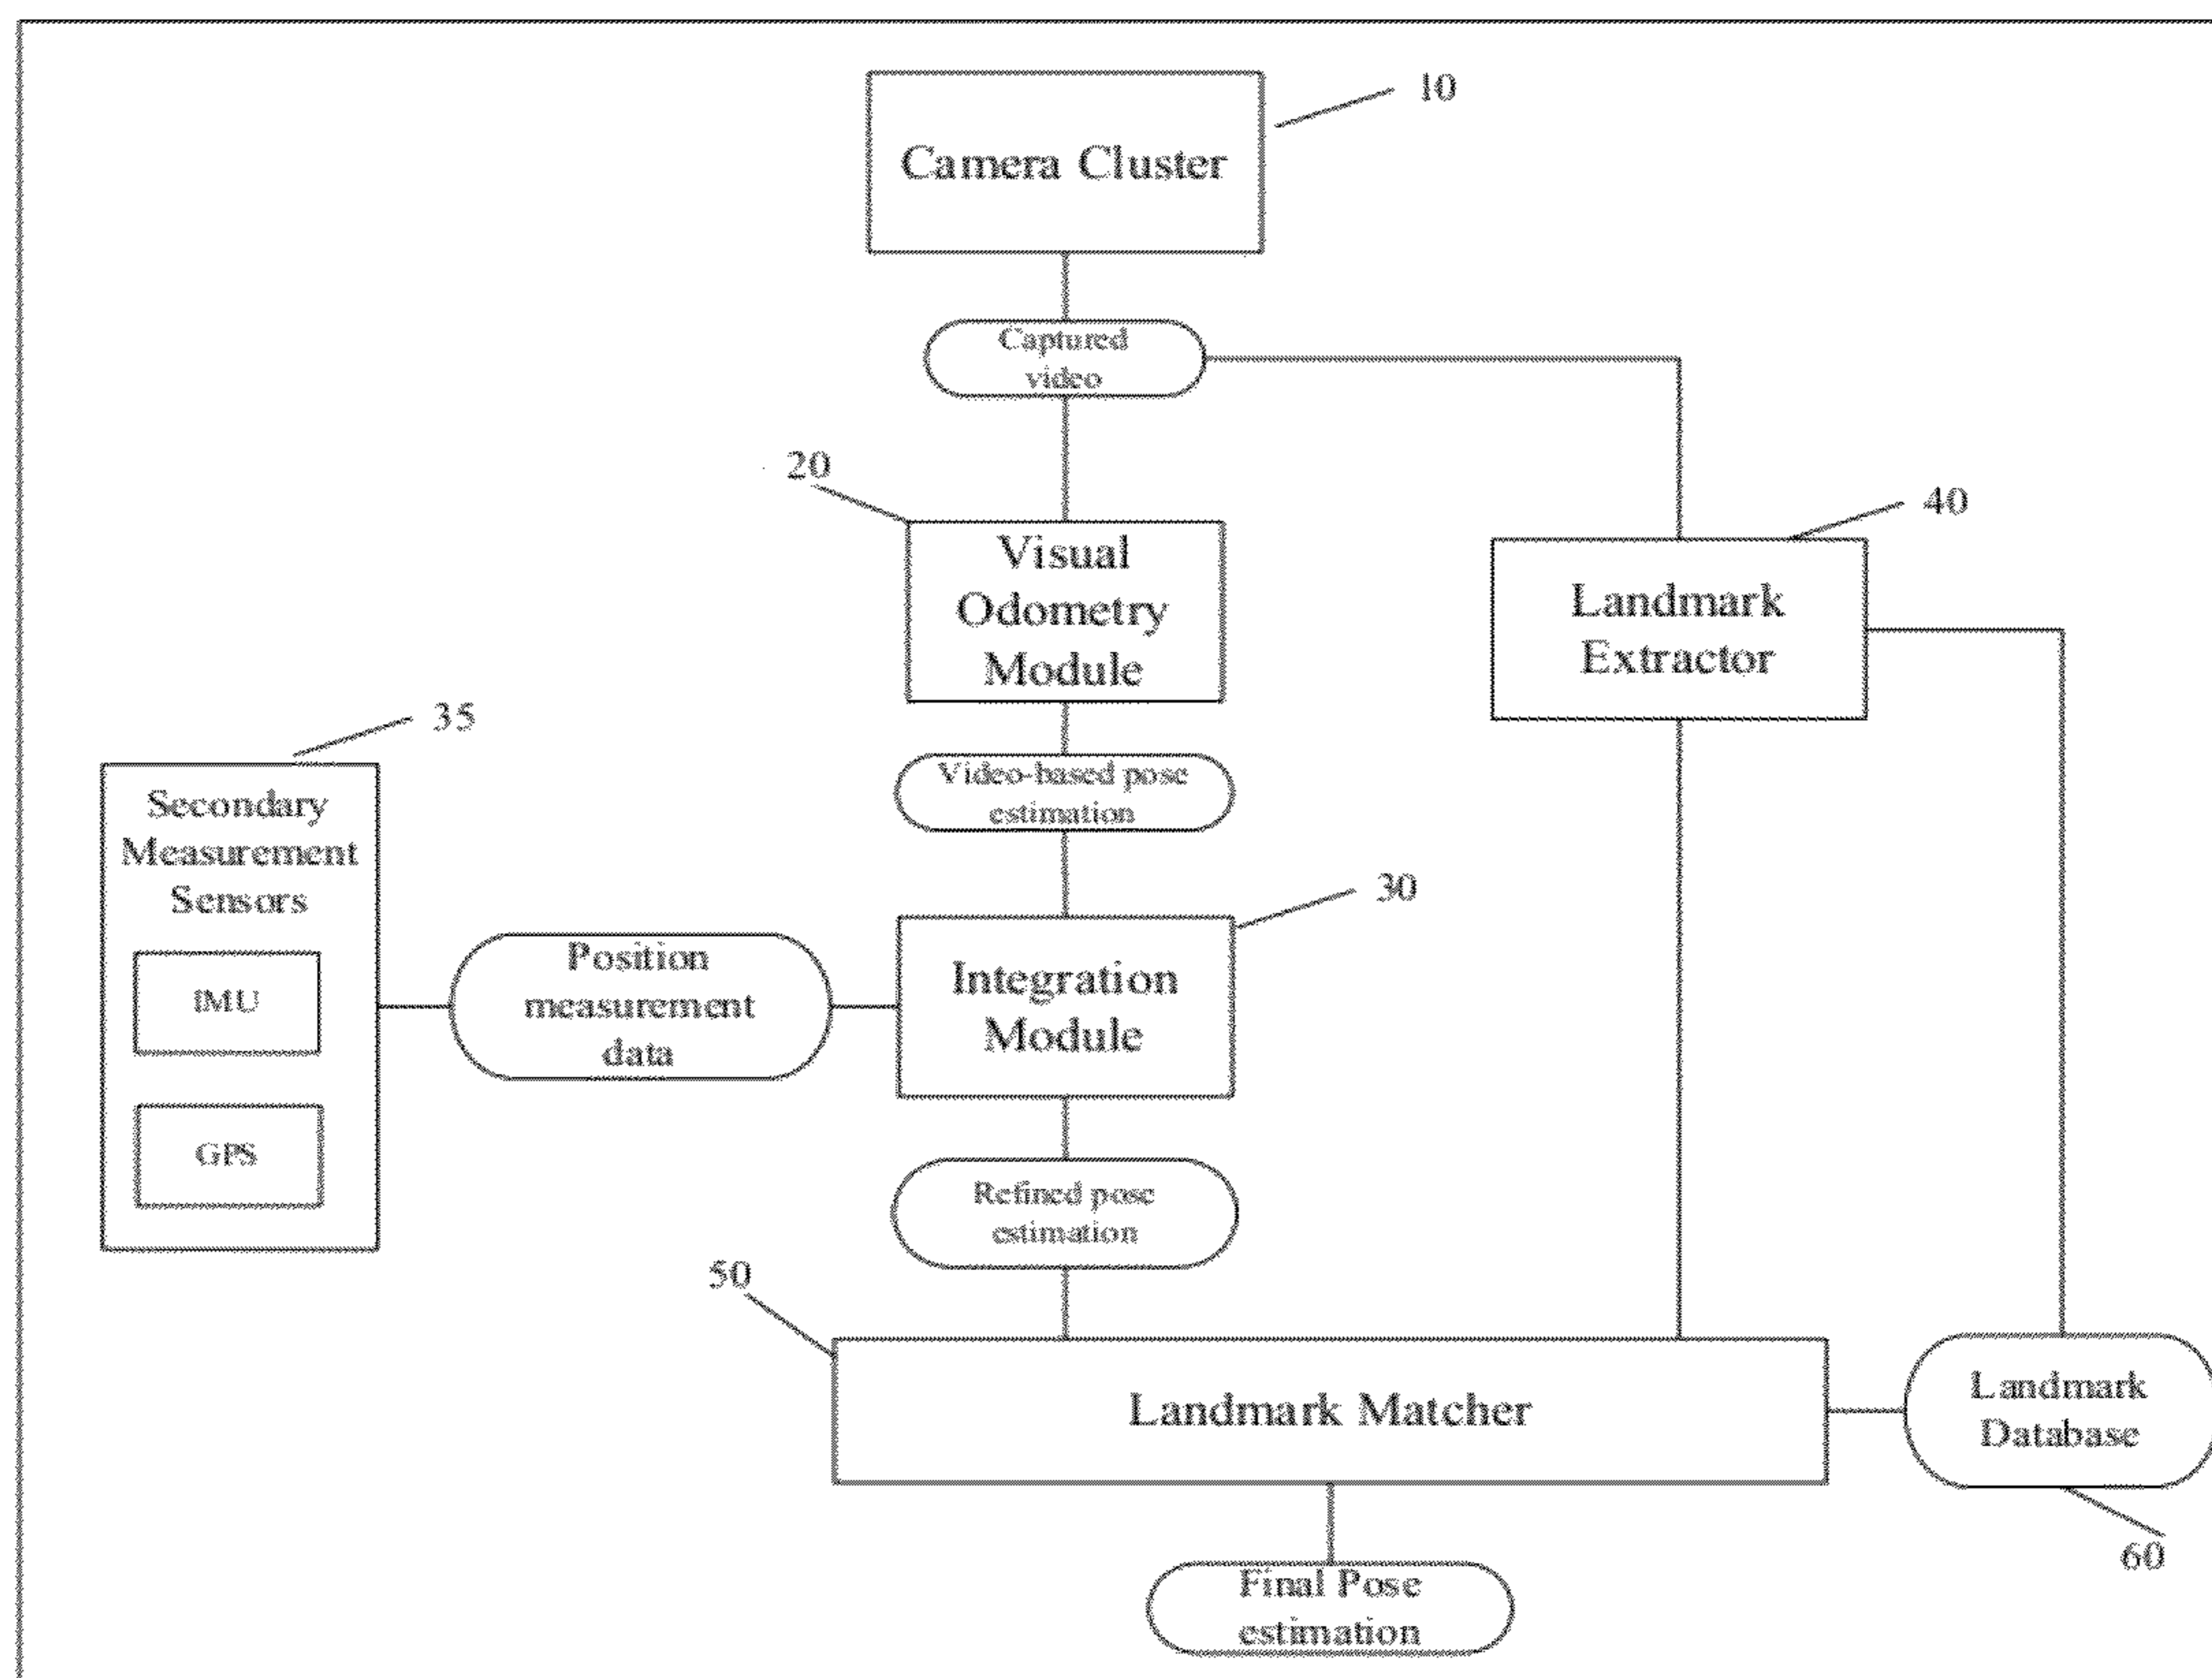 10
Camera Cluster
Captured
video
20
Visual
Odometry
Module
40
Landmark
Extractor
35
Secondary
Measurement
Sensors
IMU
GPS
Video-based pose
estimation
30
Position
measurement
data
Integration
Module
Refined pose
estimation
50
Landmark Matcher
Landmark
Database
60
Final Pose
estimation